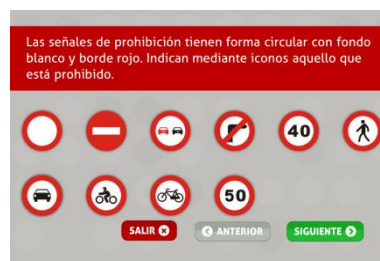 Las señales de prohibición tienen forma circular con fondo
blanco y borde rojo. Indican mediante iconos aquello que
está prohibido.
40
50
SALIR
ANTERIOR
SIGUIENTE